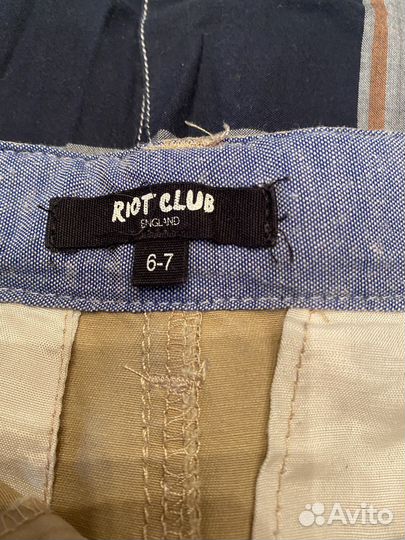 RIOT CLUB
ENGLAND
6-7
Avito